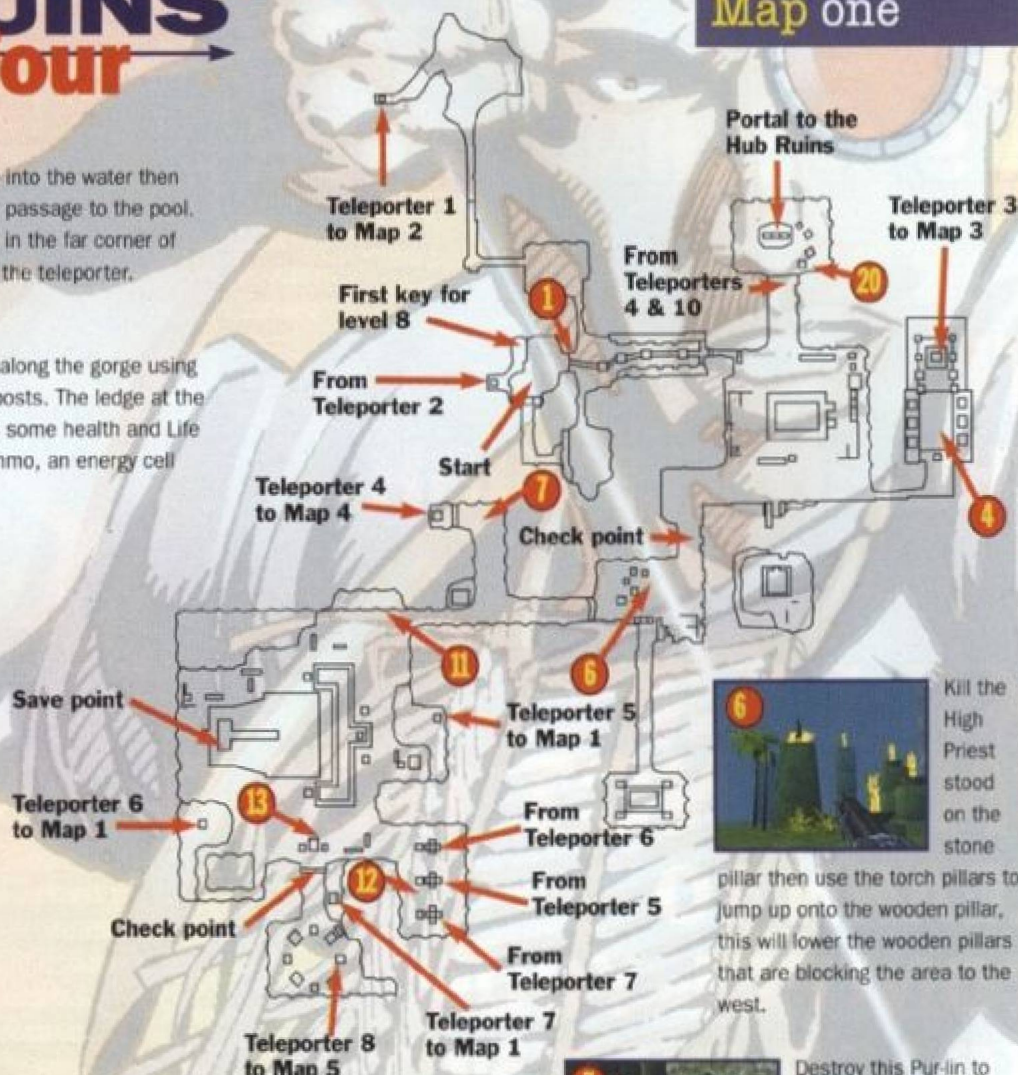 UINS
our
Map one
into the water then
passage to the pool.
in the far corner of
the teleporter.
Teleporter 1
to Map 2
Portal to the
Hub Ruins
Teleporter 3
to Map 3
From
Teleporters
4 & 10
20
First key for
level 8
1
along the gorge using
posts. The ledge at the
some health and Life
mmo, an energy cell
From
Teleporter 2
Start
Teleporter 4
to Map 4
7
4
Check point
11
6
Save point
Teleporter 5
to Map 1
6
Kill the
High
Priest
stood
on the
stone
pillar then use the torch pillars to
jump up onto the wooden pillar,
this will lower the wooden pillars
that are blocking the area to the
west.
Teleporter 6
to Map 1
13
From
Teleporter 6
12
From
Teleporter 5
Check point
From
Teleporter 7
Teleporter 7
to Map 1
Teleporter 8
to Map 5
Destroy this Pur-lin to